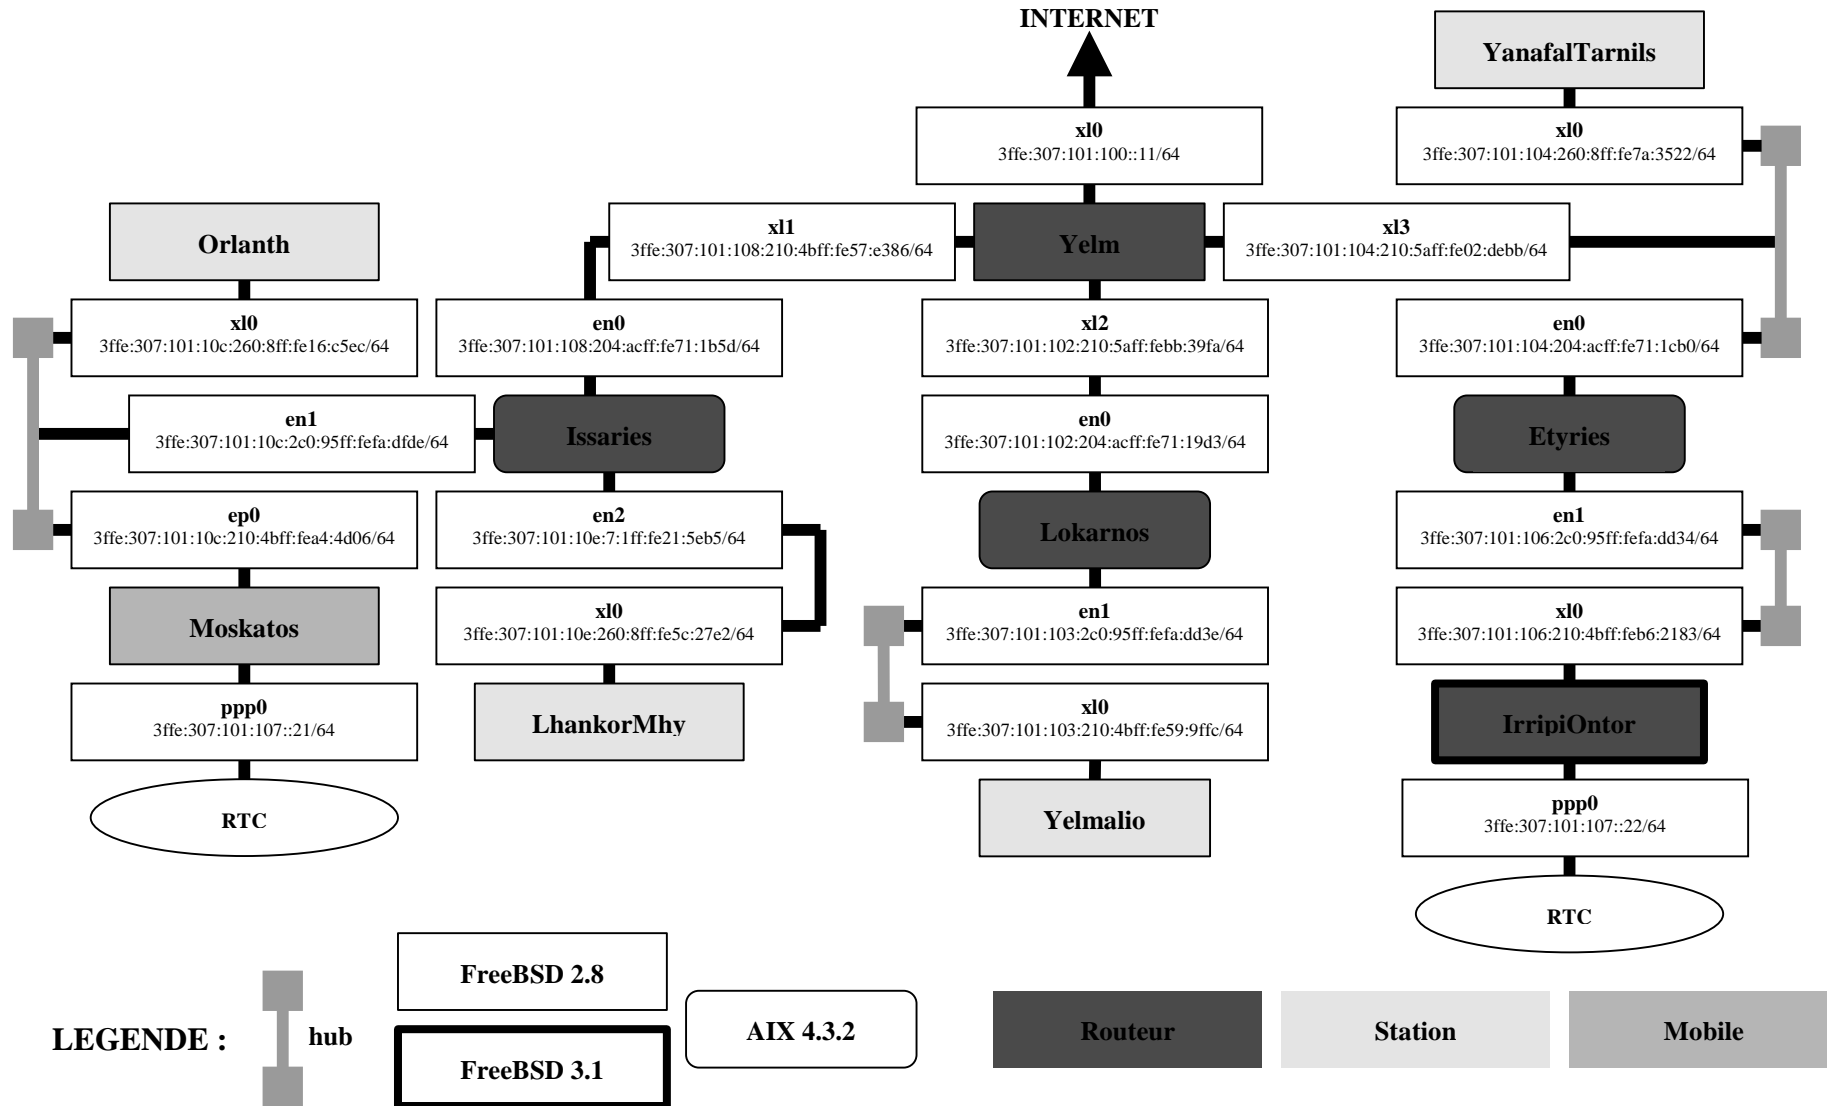 INTERNET
YanafalTarnils
xl0
3ffe:307:101:100::11/64
xl0
3ffe:307:101:104:260:8ff:fe7a:3522/64
Orlanth
xl1
3ffe:307:101:108:210:4bff:fe57:e386/64
Yelm
xl3
3ffe:307:101:104:210:5aff:fe02:debb/64
xl0
3ffe:307:101:10c:260:8ff:fe16:c5ec/64
en0
3ffe:307:101:108:204:acff:fe71:1b5d/64
xl2
3ffe:307:101:102:210:5aff:febb:39fa/64
en0
3ffe:307:101:104:204:acff:fe71:1cb0/64
en1
3ffe:307:101:10c:2c0:95ff:fefa:dfde/64
Issaries
en0
3ffe:307:101:102:204:acff:fe71:19d3/64
Etyries
ep0
3ffe:307:101:10c:210:4bff:fea4:4d06/64
en2
3ffe:307:101:10e:7:1ff:fe21:5eb5/64
Lokarnos
en1
3ffe:307:101:106:2c0:95ff:fefa:dd34/64
Moskatos
xl0
3ffe:307:101:10e:260:8ff:fe5c:27e2/64
en1
3ffe:307:101:103:2c0:95ff:fefa:dd3e/64
xl0
3ffe:307:101:106:210:4bff:feb6:2183/64
ppp0
3ffe:307:101:107::21/64
LhankorMhy
xl0
3ffe:307:101:103:210:4bff:fe59:9ffc/64
IrripiOntor
RTC
Yelmalio
ppp0
3ffe:307:101:107::22/64
RTC
LEGENDE :
hub
FreeBSD 2.8
FreeBSD 3.1
AIX 4.3.2
Routeur
Station
Mobile